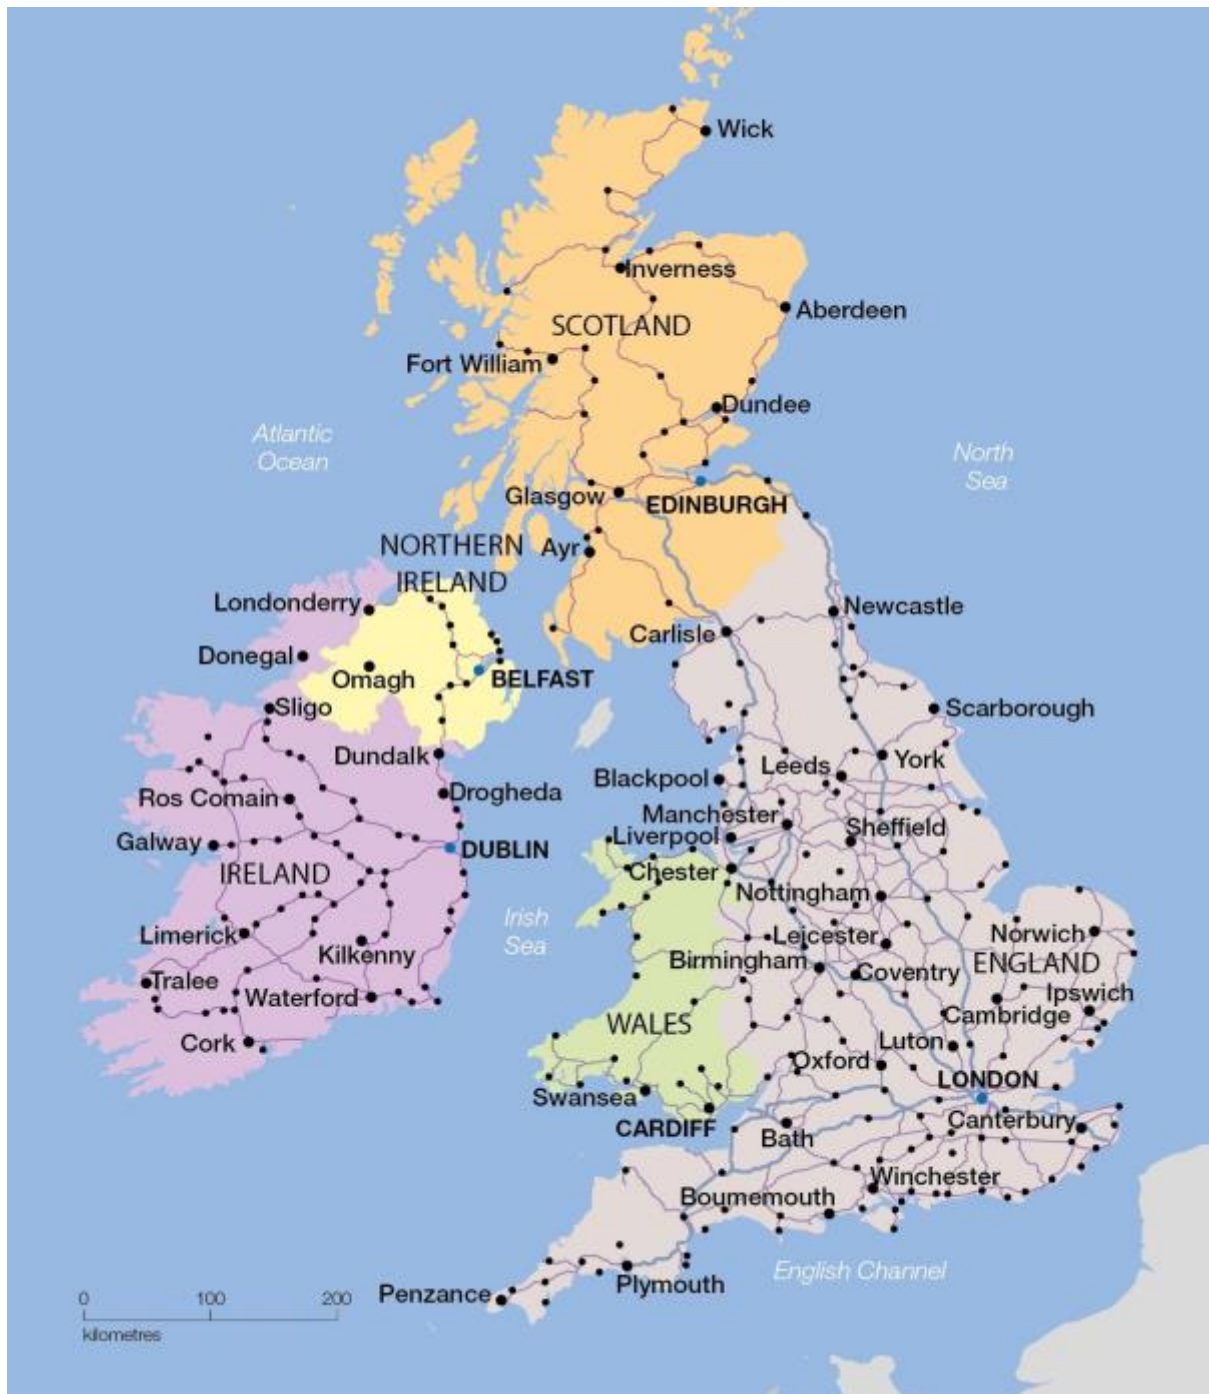 Wick
Inverness
Aberdeen
SCOTLAND
Fort William
Dundee
Atlantic
Ocean
North
Sea
Glasgow
EDINBURGH
NORTHERN
IRELAND
Ayr
Londonderry
Newcastle
Carlisle
Donegal
Omagh
BELFAST
Sligo
Scarborough
Dundalk
Leeds
York
Blackpool
Drogheda
Ros Comain
Manchester
Liverpool
Sheffield
Galway
DUBLIN
IRELAND
Chester
Nottingham
Irish
Sea
Limerick
Kilkenny
Leicester
Norwich
Birmingham
Coventry
ENGLAND
Tralee
Waterford
Ipswich
Cambridge
WALES
Cork
Luton
Oxford
LONDON
Swansea
CARDIFF
Canterbury
Bath
Winchester
Boumemouth
English Channel
Plymouth
Penzance
0 100 200
kilometres